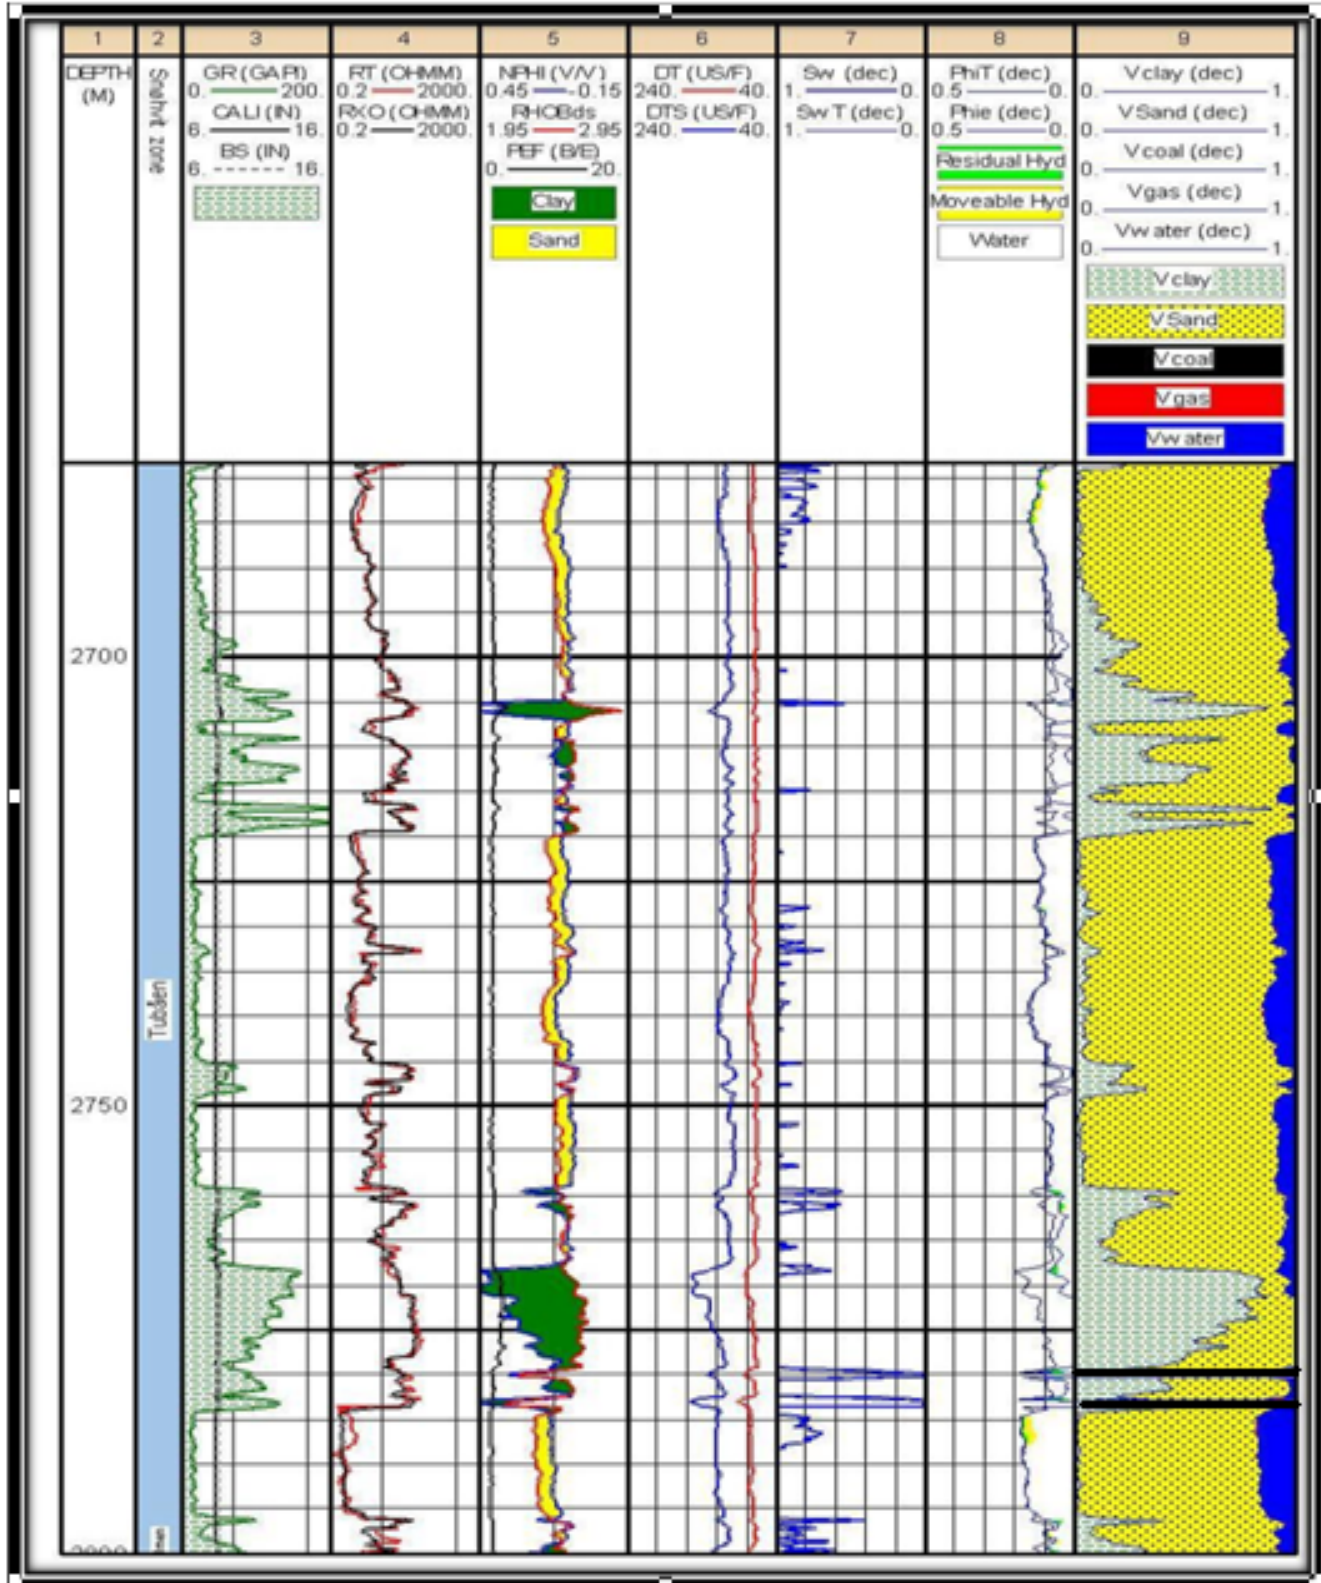 1 2 3 4 5 6 7 8 9
DEPTH
(M)
Snøhvit zone
GR (GAPI)
0. 200.
CALI (IN)
6. 16.
BS (IN)
6. 16.
RT (OHMM)
0.2 2000.
RXO (OHMM)
0.2 2000.
NPHI (V/V)
0.45 -0.15
RHOBds
1.95 2.95
PEF (B/E)
0. 20.
Clay
Sand
DT (US/F)
240. 40.
DTS (US/F)
240. 40.
Sw (dec)
1. 0.
SwT (dec)
1. 0.
PhiT (dec)
0.5 0.
Phie (dec)
0.5 0.
Residual Hyd
Moveable Hyd
Water
Vclay (dec)
0. 1.
VSand (dec)
0. 1.
Vcoal (dec)
0. 1.
Vgas (dec)
0. 1.
Vwater (dec)
0. 1.
Vclay
VSand
Vcoal
Vgas
Vwater
2700
Tubåen
2750